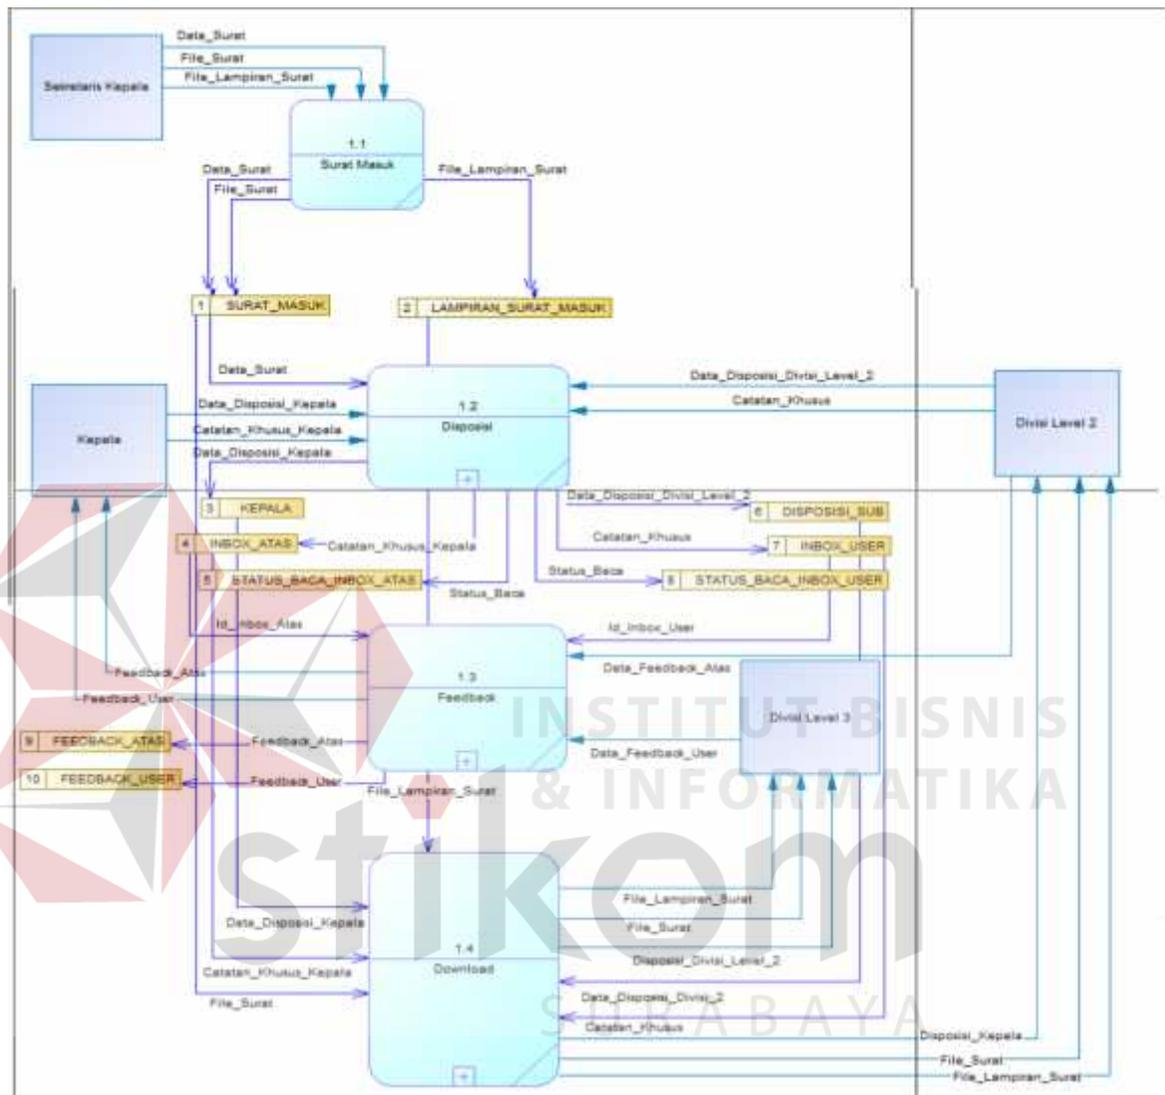 Data_Surat
File_Surat
File_Lampiran_Surat
Sekretaris Kepala
1.1
Surat Masuk
Data_Surat
File_Surat
File_Lampiran_Surat
1 SURAT_MASUK
2 LAMPIRAN_SURAT_MASUK
Data_Surat
Data_Disposisi_Divisi_Level_2
Data_Disposisi_Kepala
1.2
Disposisi
Catatan_Khusus
Kepala
Divisi Level 2
Catatan_Khusus_Kepala
Data_Disposisi_Kepala
Data_Disposisi_Divisi_Level_2
3 KEPALA
6 DISPOSISI_SUB
4 INBOX_ATAS
Catatan_Khusus_Kepala
Catatan_Khusus
7 INBOX_USER
5 STATUS_BACA_INBOX_ATAS
Status_Baca
Status_Baca
8 STATUS_BACA_INBOX_USER
Id_Inbox_Atas
Id_Inbox_User
Feedback_Atas
1.3
Feedback
Data_Feedback_Atas
Feedback_User
Divisi Level 3
INSTITUT BISNIS
& INFORMATIKA
9 FEEDBACK_ATAS
Feedback_Atas
Data_Feedback_User
10 FEEDBACK_USER
Feedback_User
File_Lampiran_Surat
stikom
SURABAYA
File_Lampiran_Surat
Data_Disposisi_Kepala
File_Surat
1.4
Download
Disposisi_Divisi_Level_2
Catatan_Khusus_Kepala
File_Surat
Data_Disposisi_Divisi_2
Catatan_Khusus
Disposisi_Kepala
File_Surat
File_Lampiran_Surat